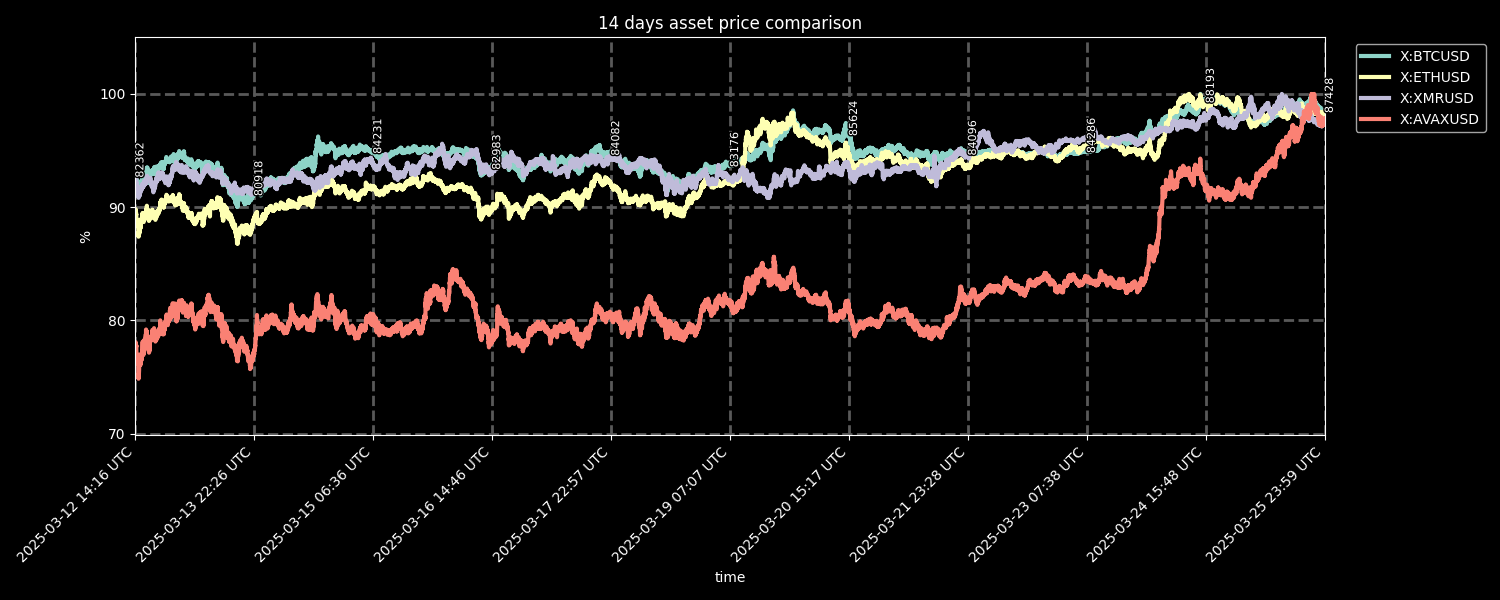 14 days asset price comparison
X:BTCUSD
X:ETHUSD
X:XMRUSD
X:AVAXUSD
100
90
80
70
%
82362
80918
84231
82983
84082
83176
85624
84096
84286
88193
87428
2025-03-12 14:16 UTC
2025-03-13 22:26 UTC
2025-03-15 06:36 UTC
2025-03-16 14:46 UTC
2025-03-17 22:57 UTC
2025-03-19 07:07 UTC
2025-03-20 15:17 UTC
2025-03-21 23:28 UTC
2025-03-23 07:38 UTC
2025-03-24 15:48 UTC
2025-03-25 23:59 UTC
time